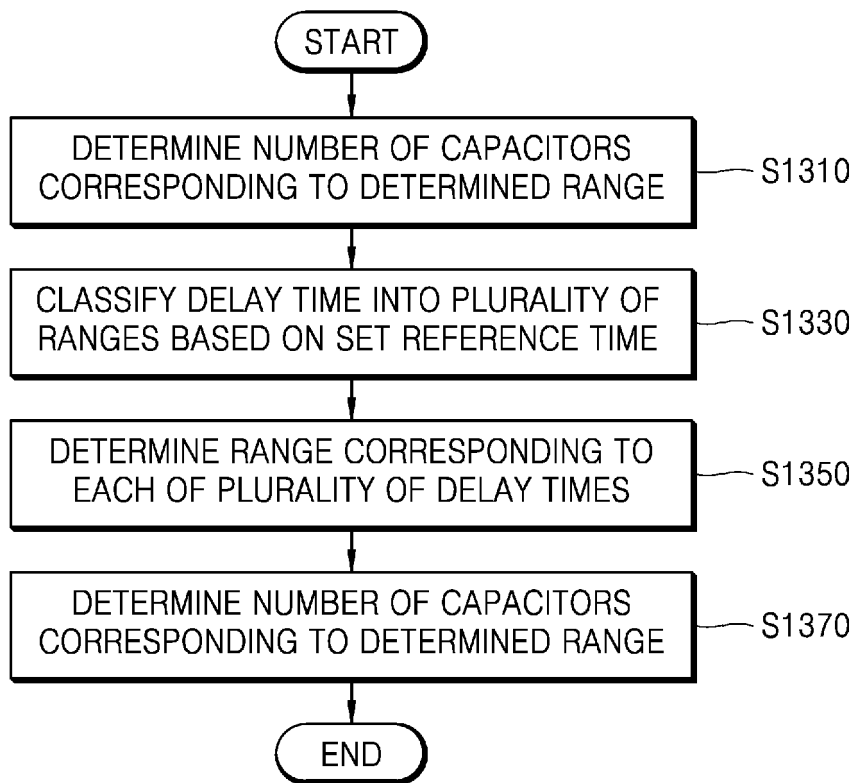 START
DETERMINE NUMBER OF CAPACITORS
CORRESPONDING TO DETERMINED RANGE
S1310
CLASSIFY DELAY TIME INTO PLURALITY OF
RANGES BASED ON SET REFERENCE TIME
S1330
DETERMINE RANGE CORRESPONDING TO
EACH OF PLURALITY OF DELAY TIMES
S1350
DETERMINE NUMBER OF CAPACITORS
CORRESPONDING TO DETERMINED RANGE
S1370
END